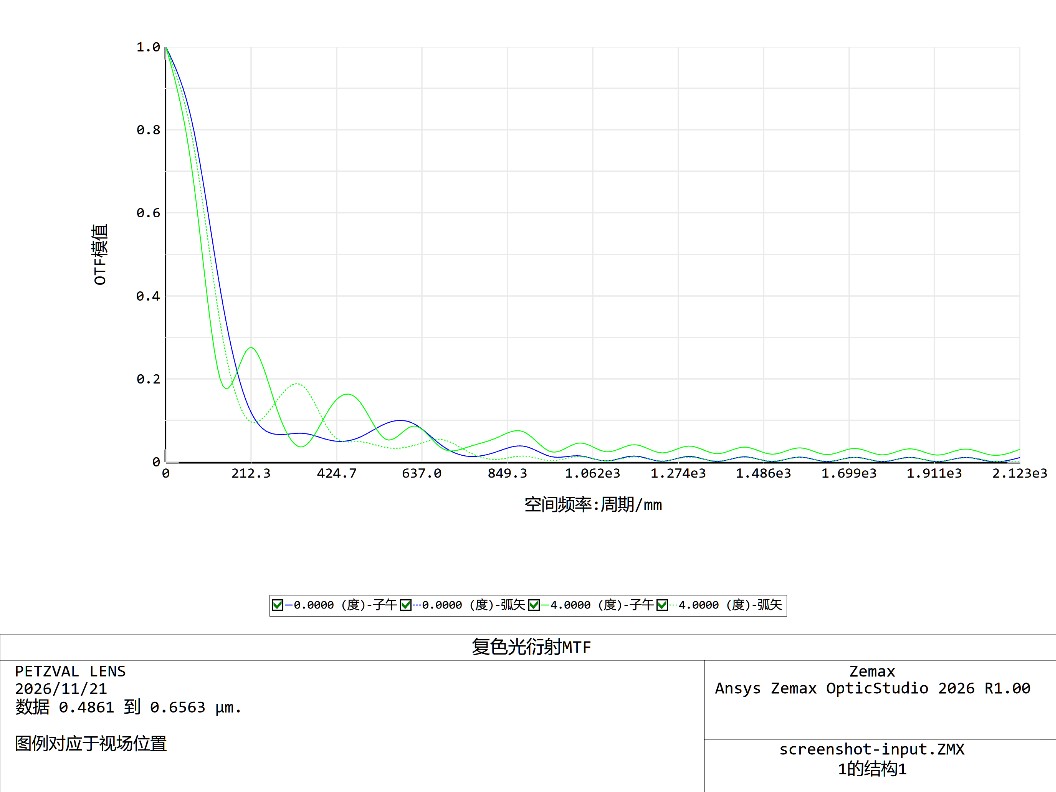 1.0
0.8
0.6
0.4
0.2
0
OTF模值
0 212.3 424.7 637.0 849.3 1.062e3 1.274e3 1.486e3 1.699e3 1.911e3 2.123e3
空间频率:周期/mm
0.0000 (度)-子午 0.0000 (度)-弧矢 4.0000 (度)-子午 4.0000 (度)-弧矢
复色光衍射MTF
PETZVAL LENS
2026/11/21
数据 0.4861 到 0.6563 µm.
图例对应于视场位置
Zemax
Ansys Zemax OpticStudio 2026 R1.00
screenshot-input.ZMX
1的结构1